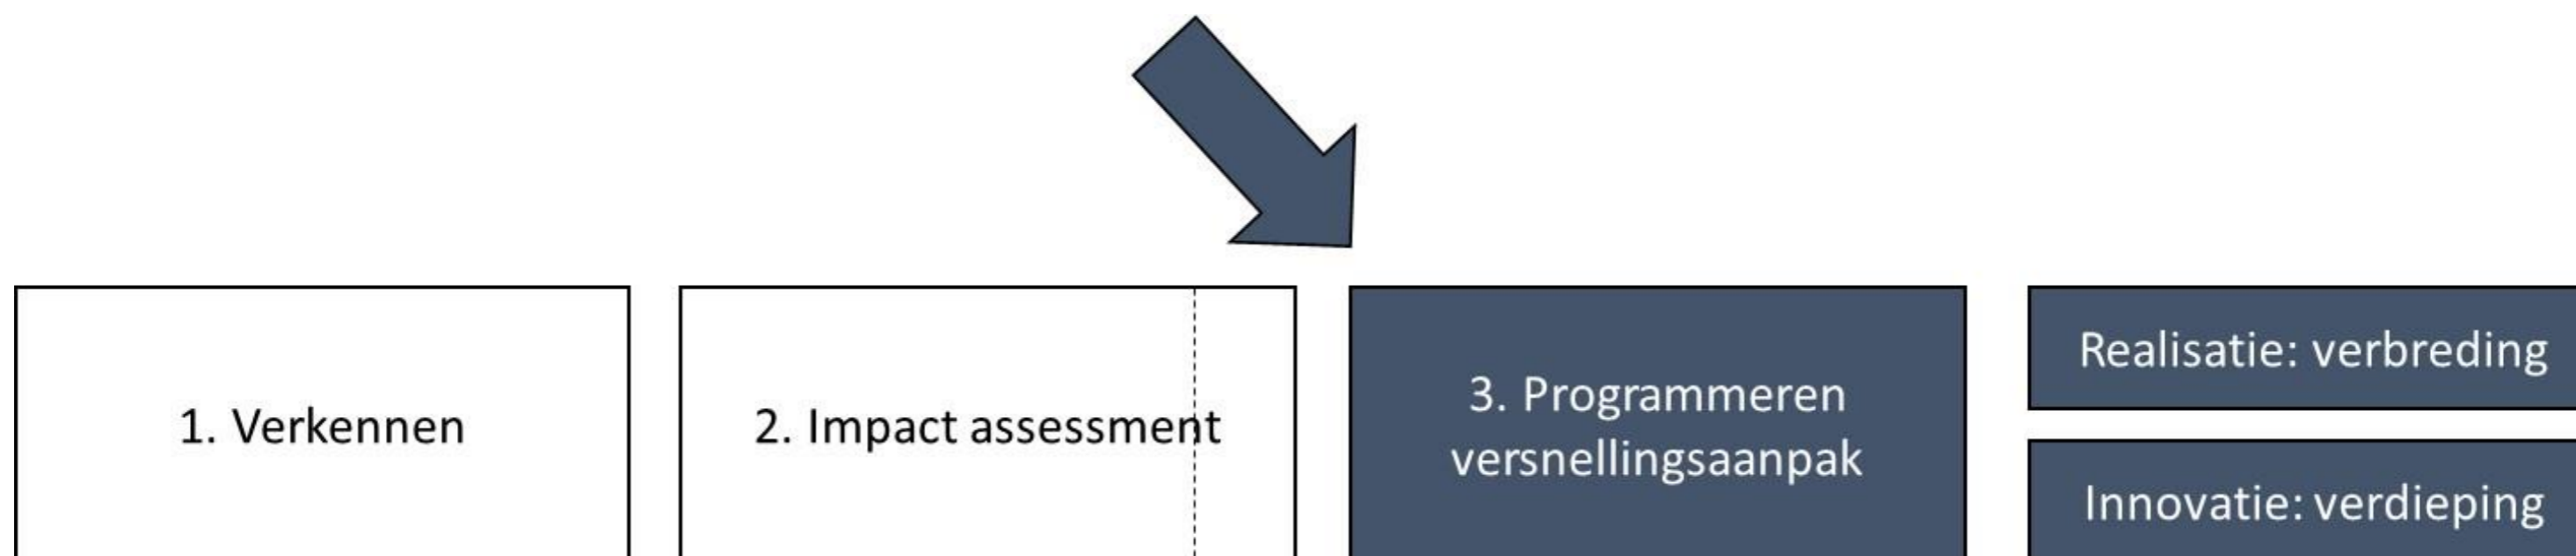 1. Verkennen
2. Impact assessment
3. Programmeren
versnellingsaanpak
Realisatie: verbreding
Innovatie: verdieping